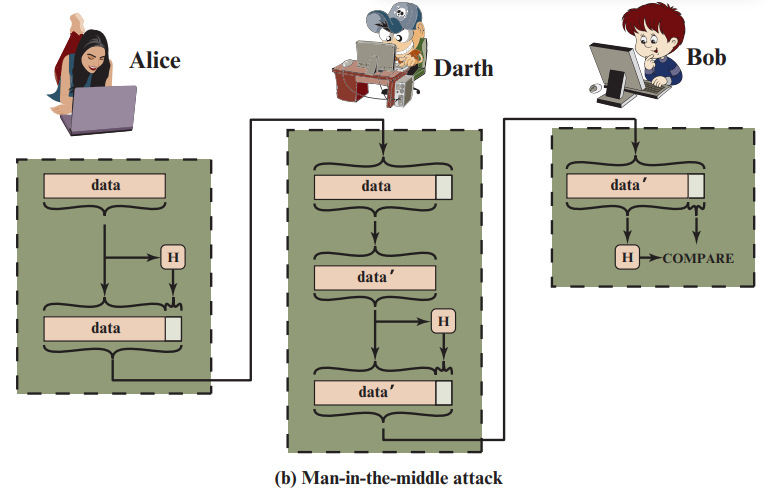 Alice
Darth
Bob
data
H
data
data
data′
H
data′
data′
H
COMPARE
(b) Man-in-the-middle attack